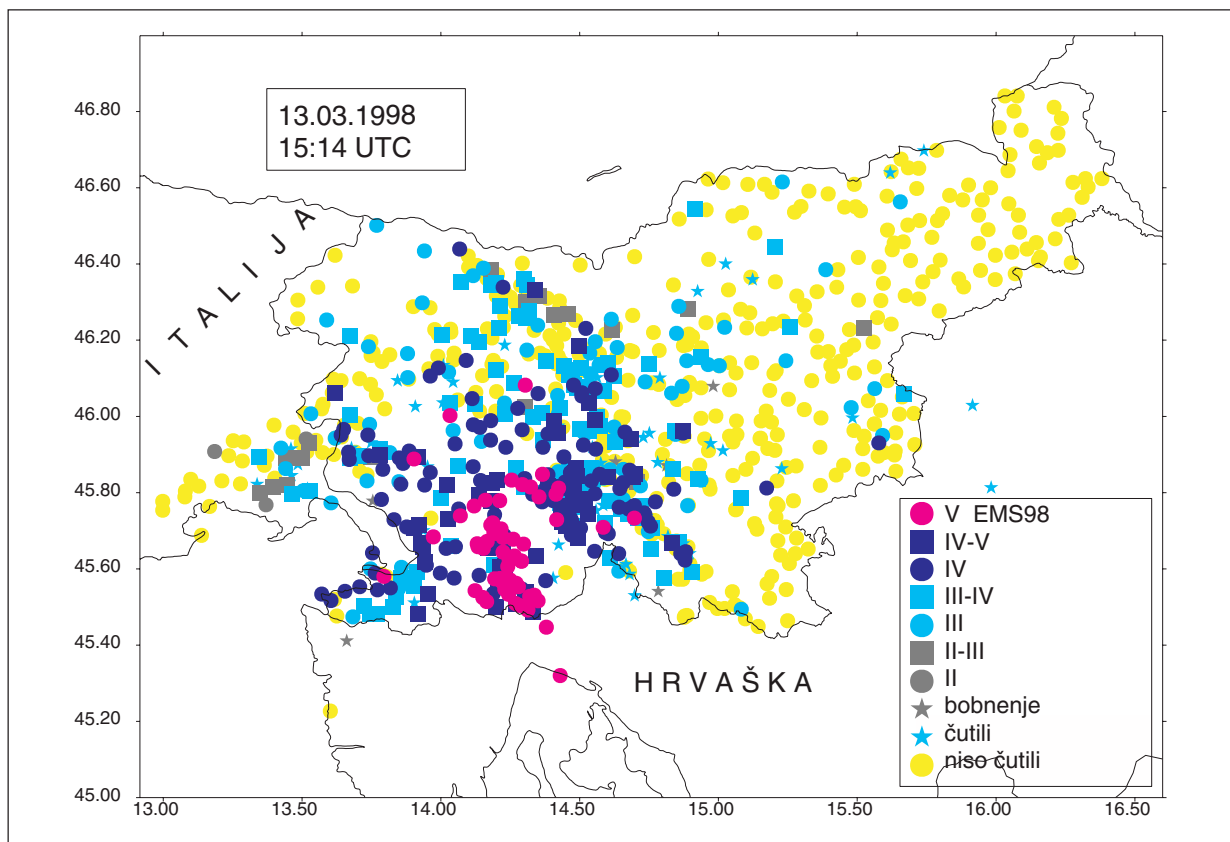 13.03.1998
15:14 UTC
ITALIJA
HRVAŠKA
46.80
46.60
46.40
46.20
46.00
45.80
45.60
45.40
45.20
45.00
13.00 13.50 14.00 14.50 15.00 15.50 16.00 16.50
V EMS98
IV-V
IV
III-IV
III
II-III
II
bobnenje
čutili
niso čutili